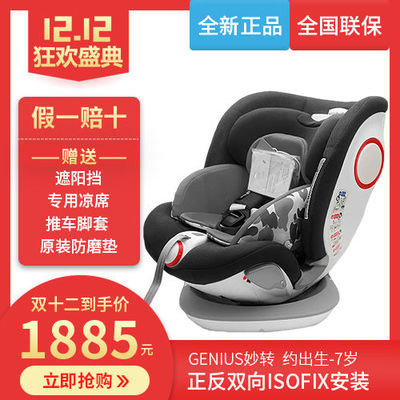 12.12
狂欢盛典
全新正品
全国联保
假一赔十
赠送
遮阳挡
专用凉席
推车脚套
原装防磨垫
双十二到手价
1885元
立即抢购 >
GENIUS妙转 约出生-7岁
正反双向ISOFIX安装